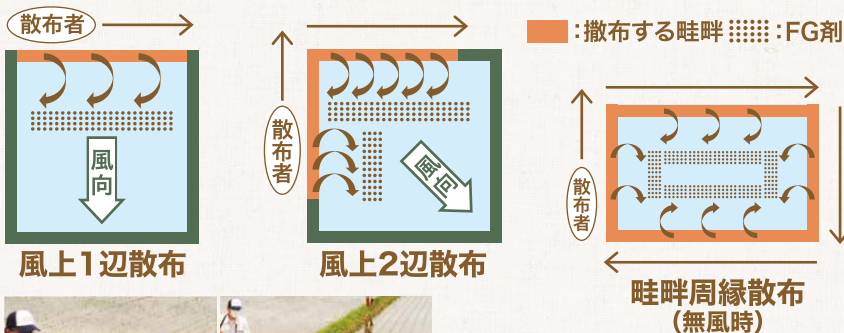 散布者
散布者
:撒布する畦畔 :FG剤
風向
風向
散布者
風上1辺散布
風上2辺散布
畦畔周縁散布
(無風時)